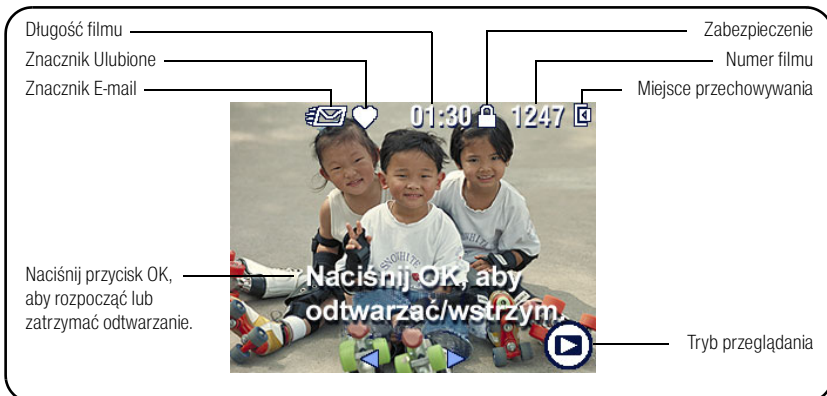 Długość filmu
Znacznik Ulubione
Znacznik E-mail
Zabezpieczenie
Numer filmu
Miejsce przechowywania
01:30 1247
Naciśnij przycisk OK,
aby rozpocząć lub
zatrzymać odtwarzanie.
Naciśnij OK, aby
odtwarzać/wstrzym.
Tryb przeglądania